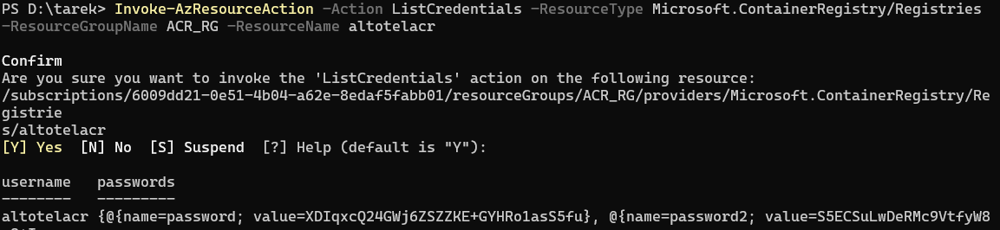 PS D:\tarek> Invoke-AzResourceAction -Action ListCredentials -ResourceType Microsoft.ContainerRegistry/Registries
-ResourceGroupName ACR_RG -ResourceName altotelacr
Confirm
Are you sure you want to invoke the 'ListCredentials' action on the following resource:
/subscriptions/6009dd21-0e51-4b04-a62e-8edaf5fabb01/resourceGroups/ACR_RG/providers/Microsoft.ContainerRegistry/Re
gistrie
s/altotelacr
[Y] Yes  [N] No  [S] Suspend  [?] Help (default is "Y"):
username   passwords
--------   ---------
altotelacr {@{name=password; value=XDIqxcQ24GWj6ZSZZKE+GYHRo1asS5fu}, @{name=password2; value=S5ECSuLwDeRMc9VtfyW8